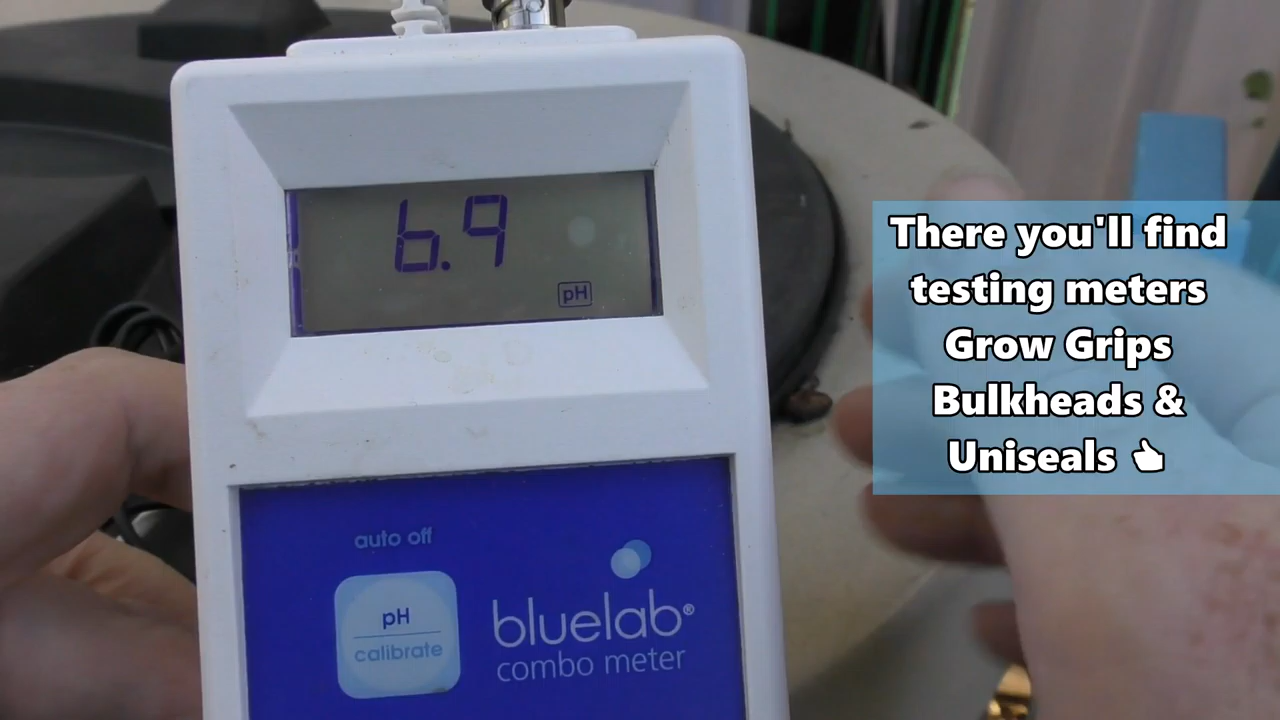 6.9
pH
auto off
pH
calibrate
bluelab®
combo meter
There you'll find
testing meters
Grow Grips
Bulkheads &
Uniseals